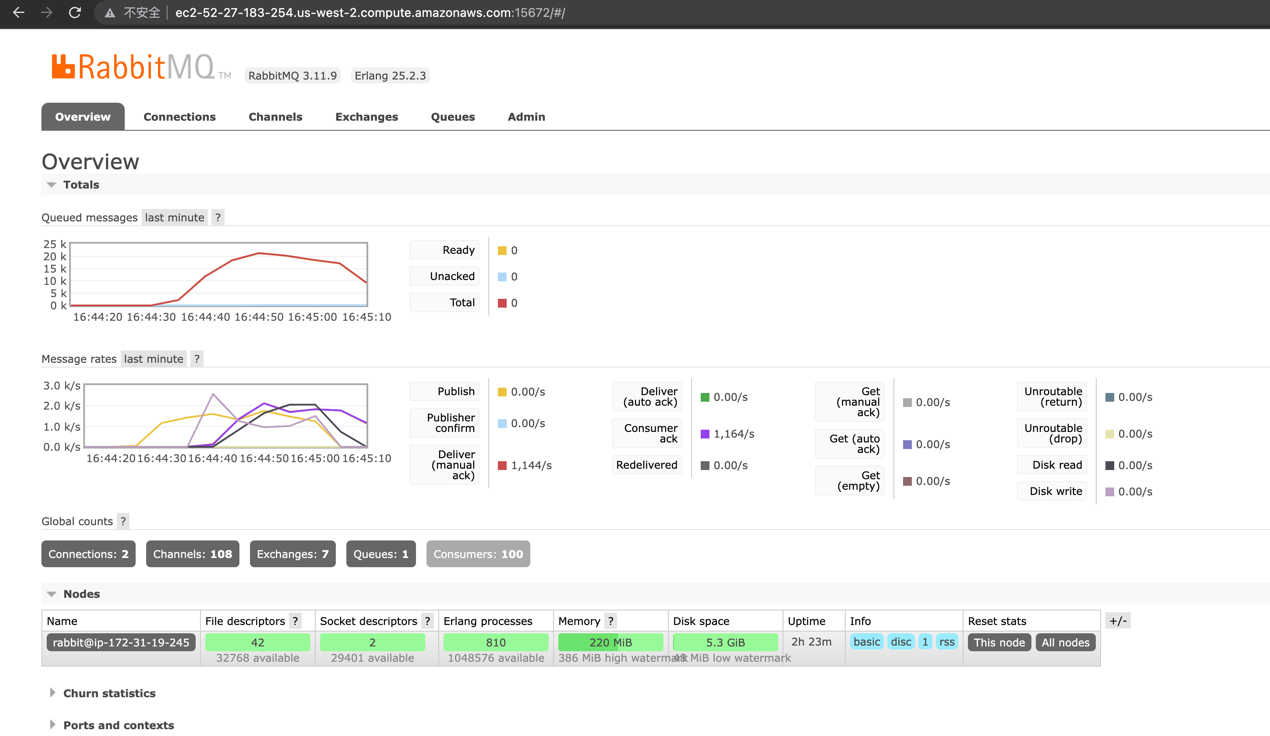 不安全 ec2-52-27-183-254.us-west-2.compute.amazonaws.com:15672/#/
RabbitMQ TM RabbitMQ 3.11.9 Erlang 25.2.3
Overview Connections Channels Exchanges Queues Admin
Overview
Totals
Queued messages last minute ?
25 k
20 k
15 k
10 k
5 k
0 k
16:44:20 16:44:30 16:44:40 16:44:50 16:45:00 16:45:10
Ready 0
Unacked 0
Total 0
Message rates last minute ?
3.0 k/s
2.0 k/s
1.0 k/s
0.0 k/s
16:44:20 16:44:30 16:44:40 16:44:50 16:45:00 16:45:10
Publish 0.00/s
Publisher
confirm 0.00/s
Deliver
(manual
ack) 1,144/s
Deliver
(auto ack) 0.00/s
Consumer
ack 1,164/s
Redelivered 0.00/s
Get
(manual
ack) 0.00/s
Get (auto
ack) 0.00/s
Get
(empty) 0.00/s
Unroutable
(return) 0.00/s
Unroutable
(drop) 0.00/s
Disk read 0.00/s
Disk write 0.00/s
Global counts ?
Connections: 2 Channels: 108 Exchanges: 7 Queues: 1 Consumers: 100
Nodes
Name File descriptors ? Socket descriptors ? Erlang processes Memory ? Disk space Uptime Info Reset stats +/-
rabbit@ip-172-31-19-245 42 2 810 220 MiB 5.3 GiB 2h 23m basic disc 1 rss This node All nodes
32768 available 29401 available 1048576 available 386 MiB high watermark 48 MiB low watermark
Churn statistics
Ports and contexts